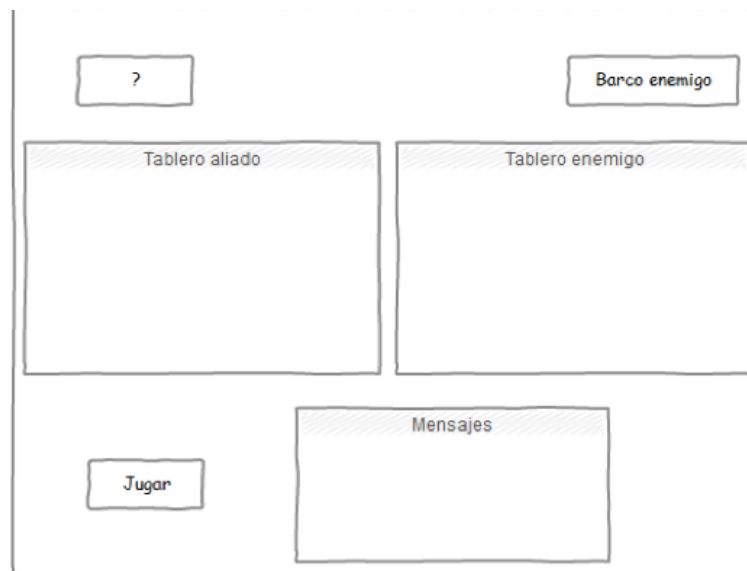 ?
Barco enemigo
Tablero aliado
Tablero enemigo
Mensajes
Jugar